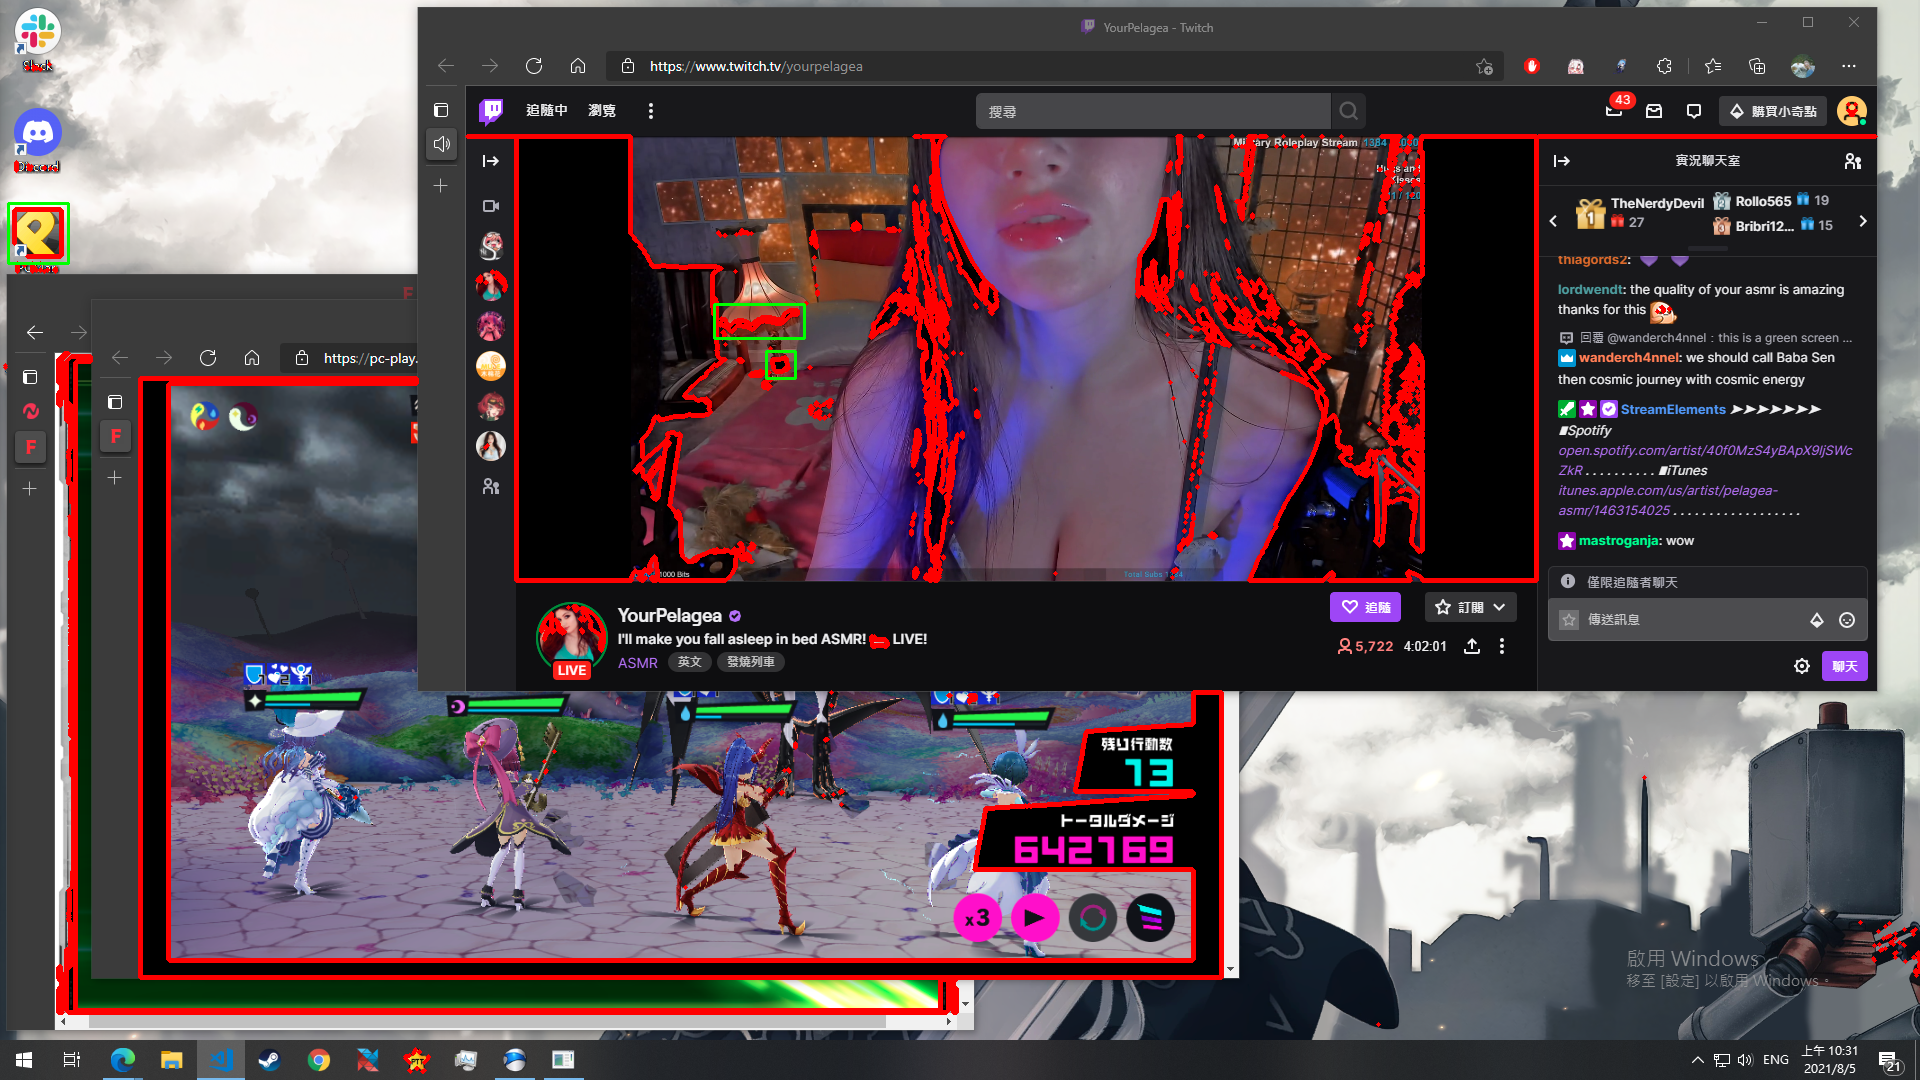 Slack
Discord
YourPelagea - Twitch
https://www.twitch.tv/yourpelagea
追隨中
瀏覽
搜尋
43
購買小奇點
Military Roleplay Stream
實況聊天室
TheNerdyDevil
27
Rollo565 19
Bribri12... 15
thiagords2:
lordwendt: the quality of your asmr is amazing
thanks for this
回覆 @wanderch4nnel : this is a green screen ...
wanderch4nnel: we should call Baba Sen
then cosmic journey with cosmic energy
StreamElements ➤➤➤➤➤➤➤
Spotify
open.spotify.com/artist/40f0MzS4yBApX9ljSWc
ZkR . . . . . . . . . . iTunes
itunes.apple.com/us/artist/pelagea-
asmr/1463154025 . . . . . . . . . . . . . . . . . .
mastroganja: wow
僅限追隨者聊天
傳送訊息
聊天
1000 Bits
Total Subs 1384
YourPelagea
I'll make you fall asleep in bed ASMR! LIVE!
LIVE
ASMR
英文
發燒列車
追隨
訂閱
5,722
4:02:01
https://pc-play.
F
F
F
残り行動数
13
トータルダメージ
642169
x3
啟用 Windows
移至 [設定] 以啟用 Windows。
PTT
ENG
上午 10:31
2021/8/5
21